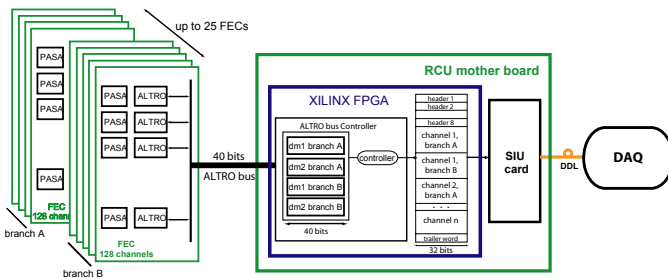 up to 25 FECs
PASA
PASA
PASA
PASA
FEC
128 channels
branch A
PASA
ALTRO
PASA
ALTRO
PASA
ALTRO
PASA
ALTRO
FEC
128 channels
branch B
40 bits
ALTRO bus
RCU mother board
XILINX FPGA
ALTRO bus Controller
dm1 branch A
dm2 branch A
dm1 branch B
dm2 branch B
40 bits
controller
header 1
header 2
header 8
channel 1,
branch A
channel 1,
branch B
channel 2,
branch A
. . .
channel n
trailer word
32 bits
SIU
card
DDL
DAQ